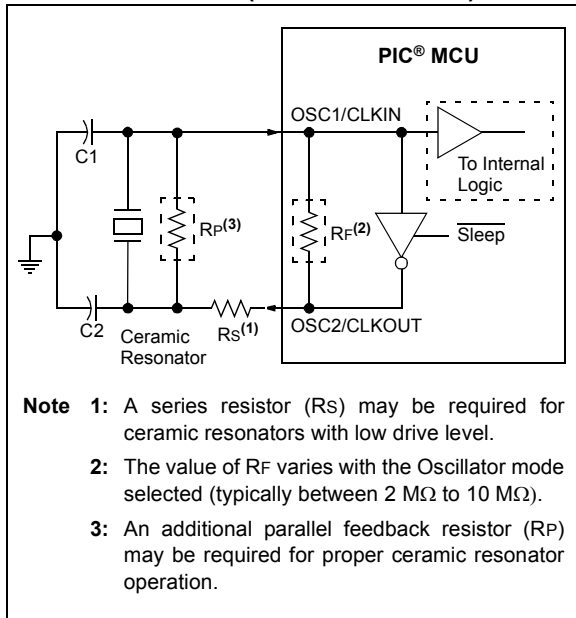 PIC® MCU
OSC1/CLKIN
C1
To Internal
Logic
RP(3)
RF(2)
Sleep
C2
Ceramic
Resonator
RS(1)
OSC2/CLKOUT
Note 1: A series resistor (RS) may be required for
ceramic resonators with low drive level.
2: The value of RF varies with the Oscillator mode
selected (typically between 2 MΩ to 10 MΩ).
3: An additional parallel feedback resistor (RP)
may be required for proper ceramic resonator
operation.